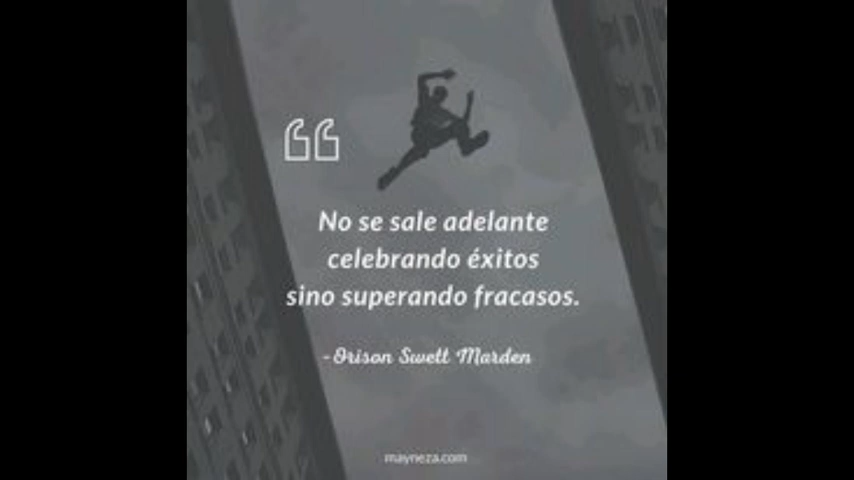 No se sale adelante
celebrando éxitos
sino superando fracasos.
-Orison Swett Marden
mayneza.com